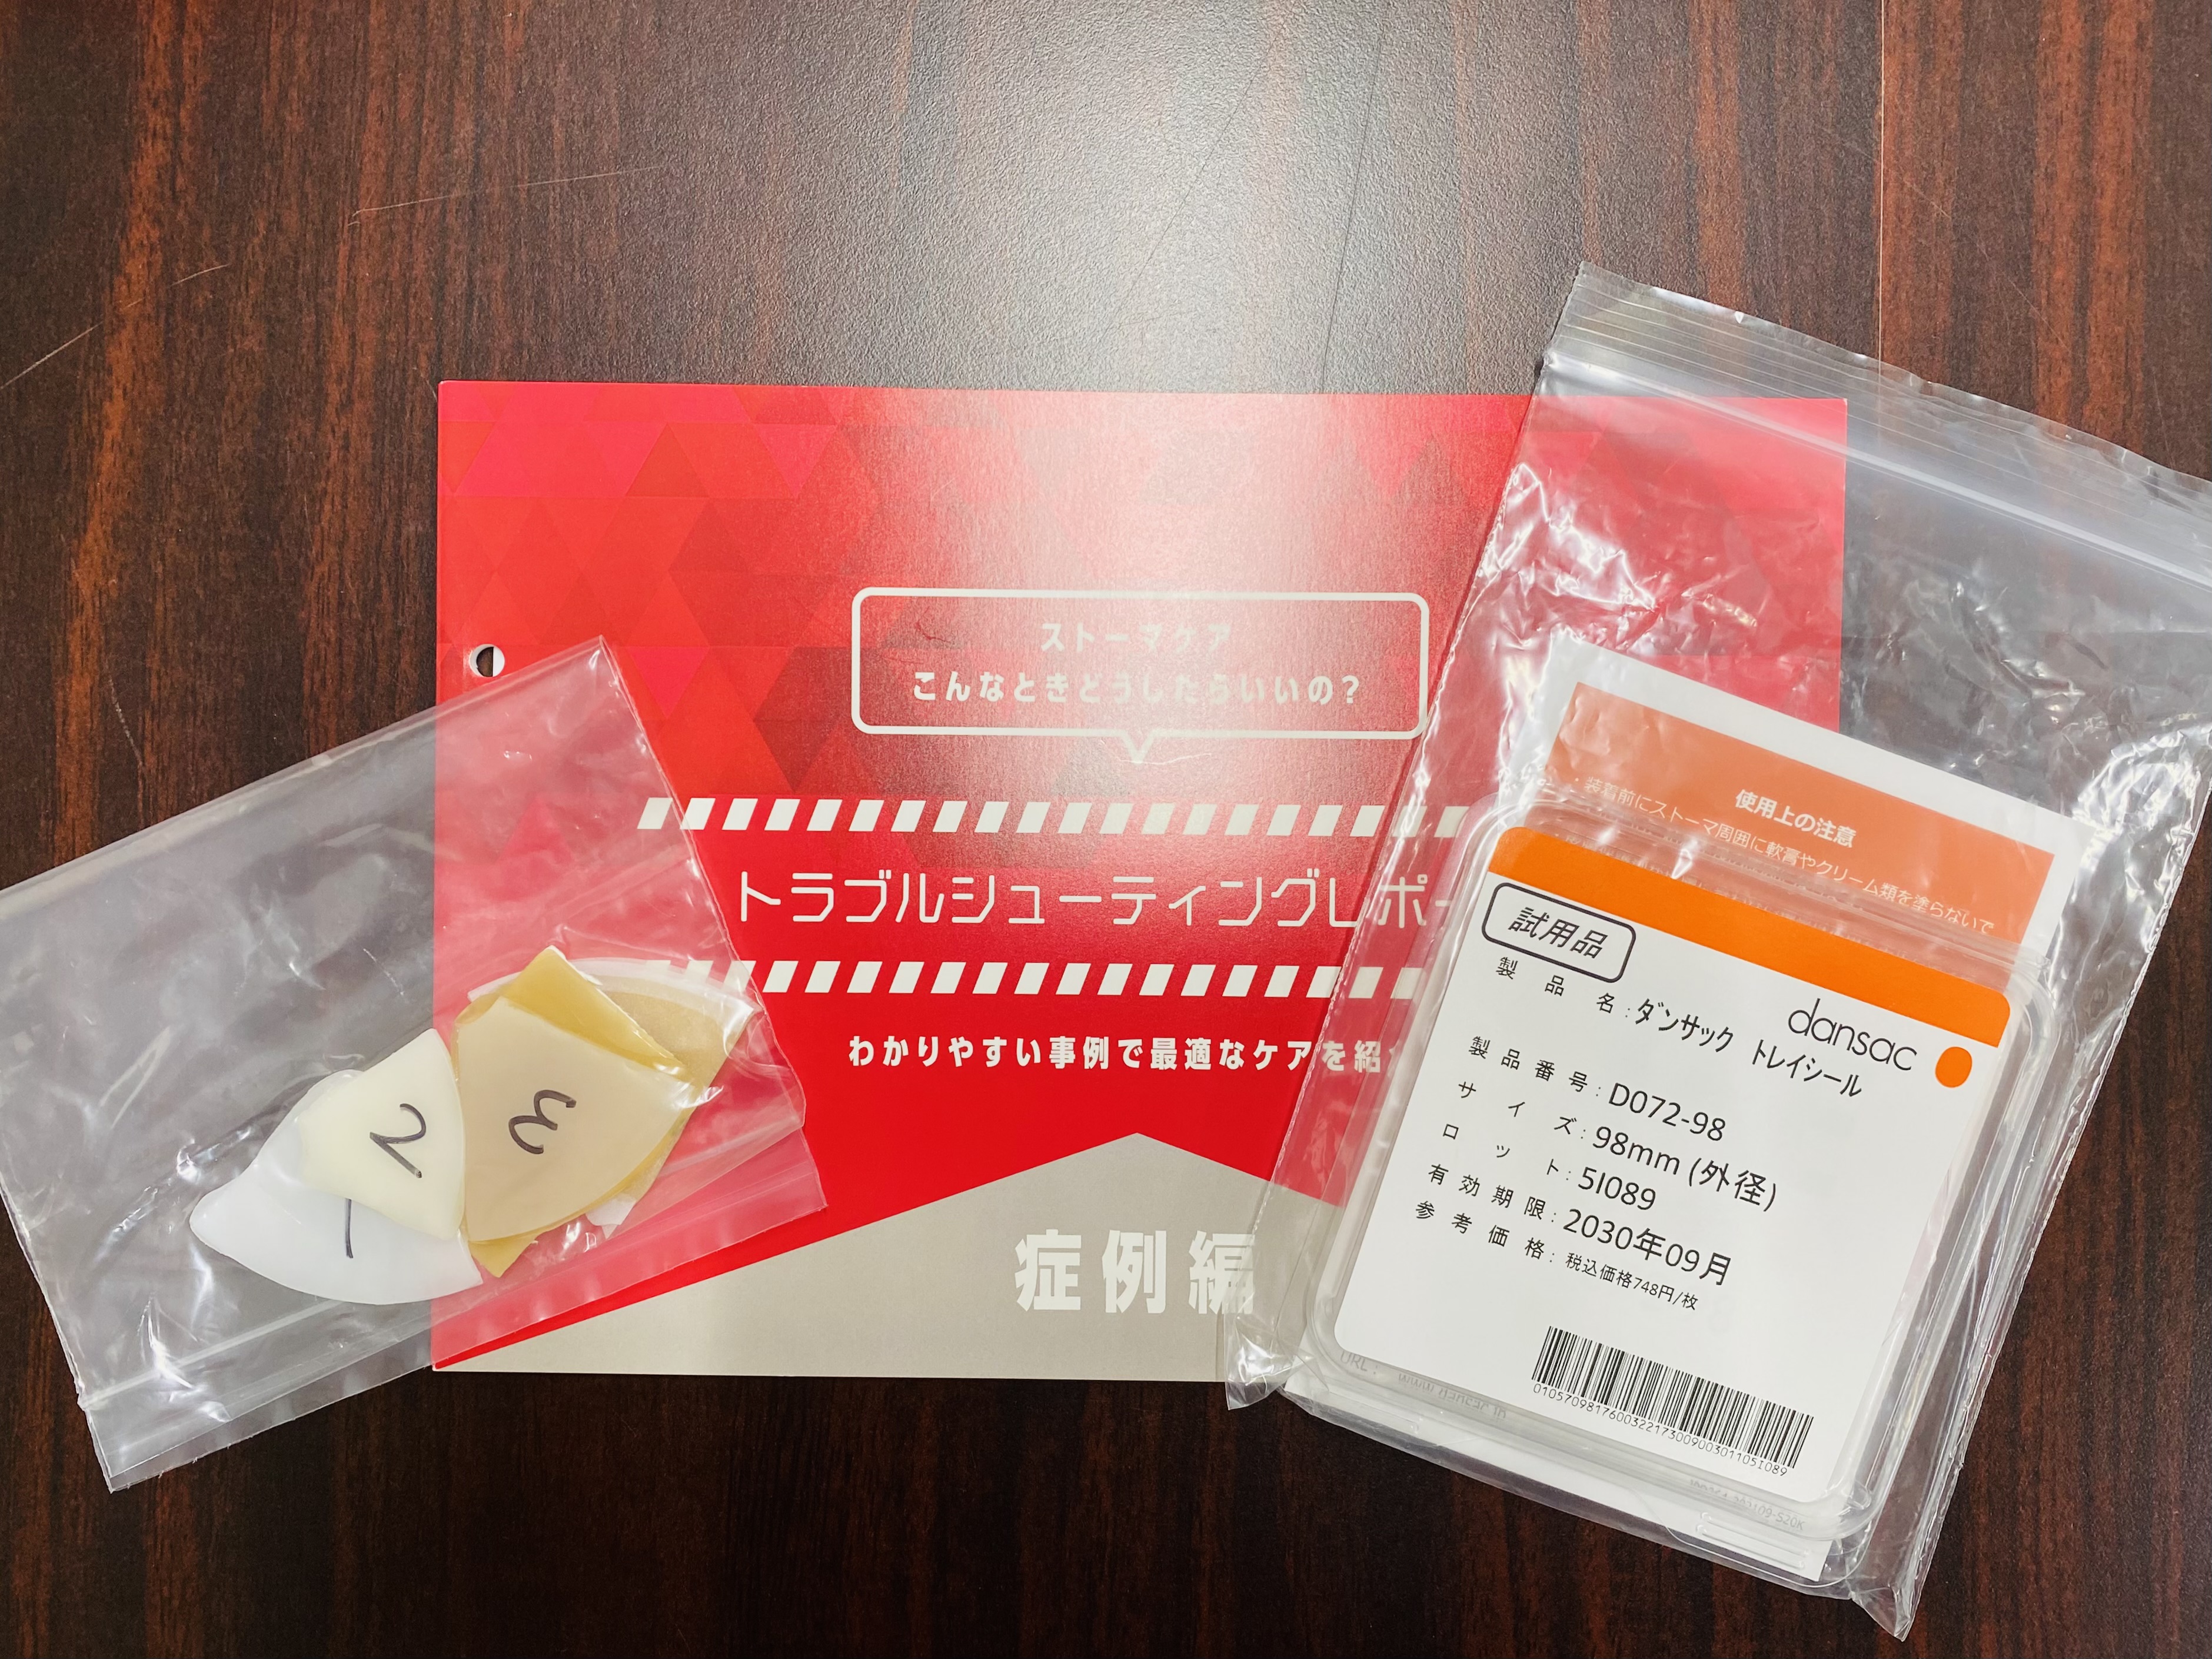 ストーマケア
こんなときどうしたらいいの？
トラブルシューティングレポー
わかりやすい事例で最適なケアを紹
症例編
1
2
3
使用上の注意
・装着前にストーマ周囲に軟膏やクリーム類を塗らないで
試用品
dansac
製品名：ダンサック トレイシール
製品番号：D072-98
サイズ：98mm (外径)
ロット：5I089
有効期限：2030年09月
参考価格：税込価格748円/枚